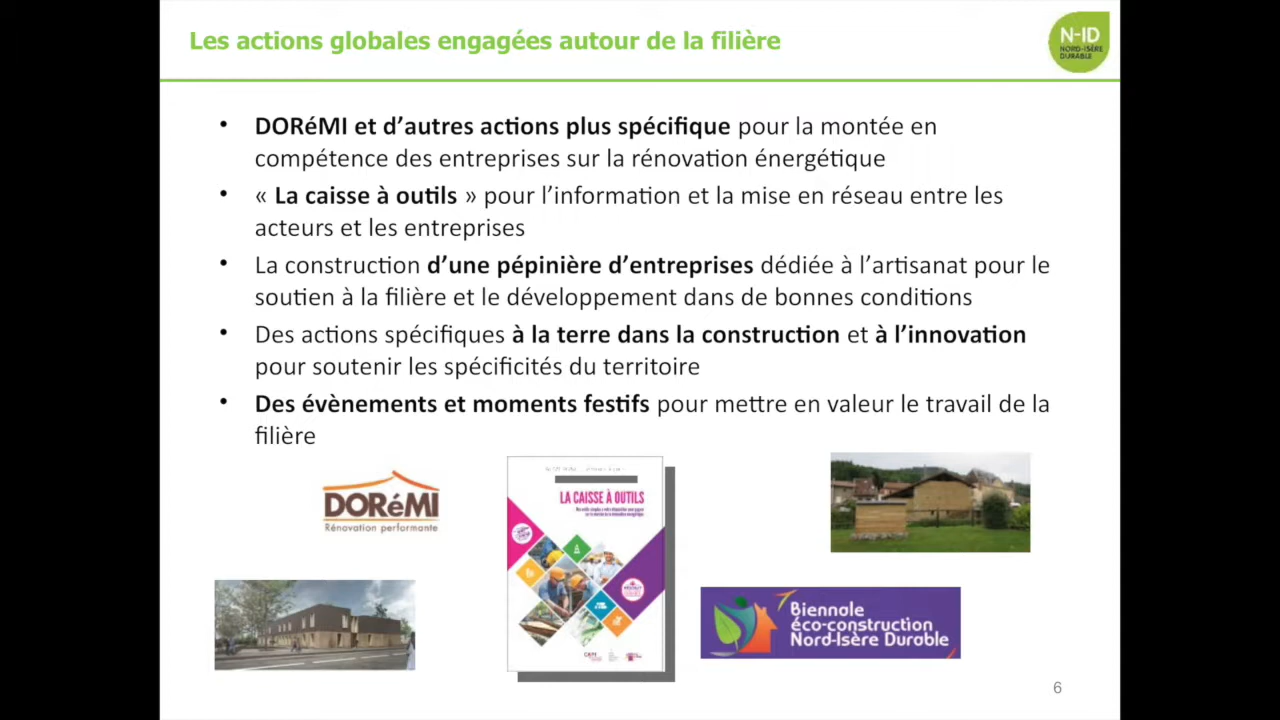 Les actions globales engagées autour de la filière
N-ID
NORD-ISÈRE
DURABLE
• DORéMI et d’autres actions plus spécifique pour la montée en
compétence des entreprises sur la rénovation énergétique
• « La caisse à outils » pour l’information et la mise en réseau entre les
acteurs et les entreprises
• La construction d’une pépinière d’entreprises dédiée à l’artisanat pour le
soutien à la filière et le développement dans de bonnes conditions
• Des actions spécifiques à la terre dans la construction et à l’innovation
pour soutenir les spécificités du territoire
• Des évènements et moments festifs pour mettre en valeur le travail de la
filière
DORéMI
Rénovation performante
LA CAISSE À OUTILS
Biennale
éco-construction
Nord-Isère Durable
6